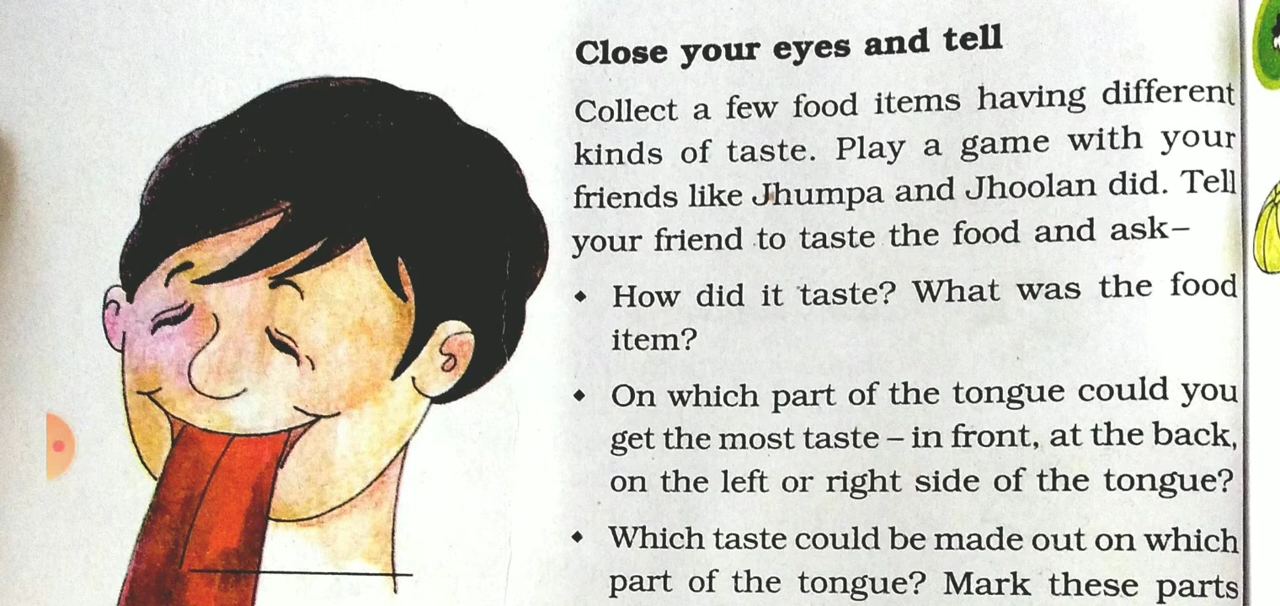 Close your eyes and tell
Collect a few food items having different
kinds of taste. Play a game with your
friends like Jhumpa and Jhoolan did. Tell
your friend to taste the food and ask–
• How did it taste? What was the food
item?
• On which part of the tongue could you
get the most taste – in front, at the back,
on the left or right side of the tongue?
• Which taste could be made out on which
part of the tongue? Mark these parts